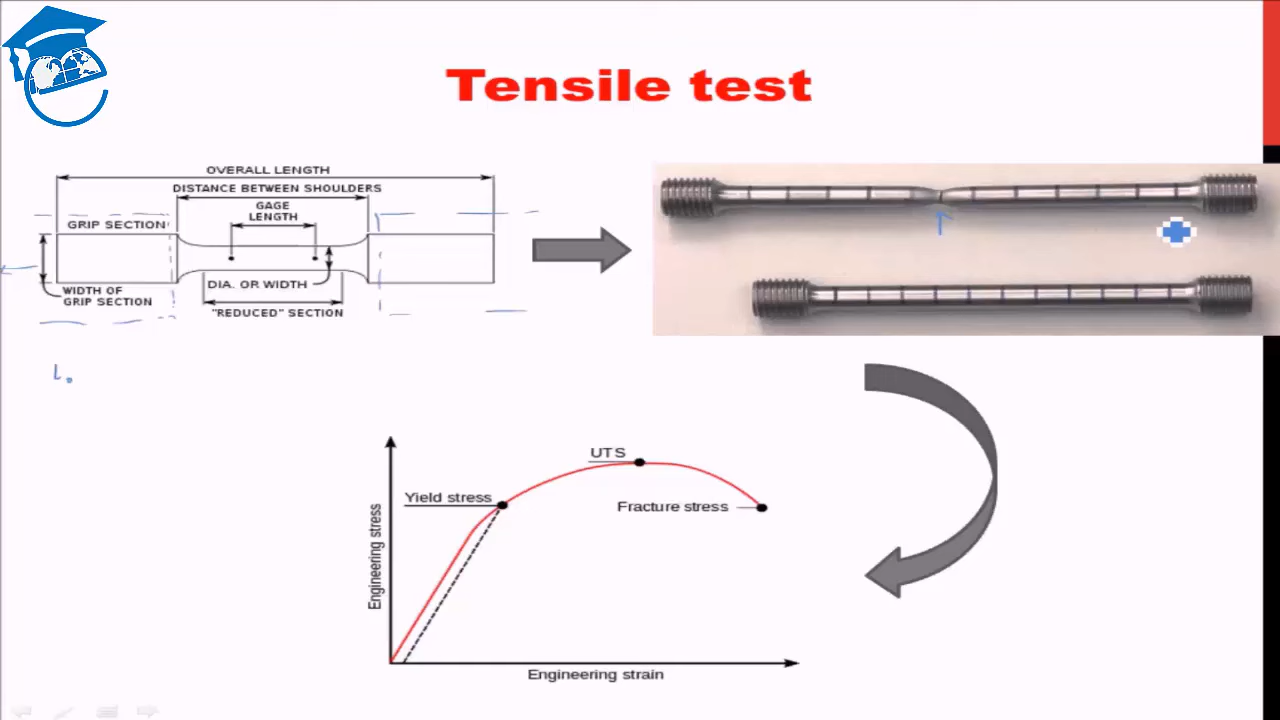 Tensile test
OVERALL LENGTH
DISTANCE BETWEEN SHOULDERS
GAGE
LENGTH
GRIP SECTION
DIA. OR WIDTH
WIDTH OF
GRIP SECTION
"REDUCED" SECTION
UTS
Yield stress
Fracture stress
Engineering stress
Engineering strain